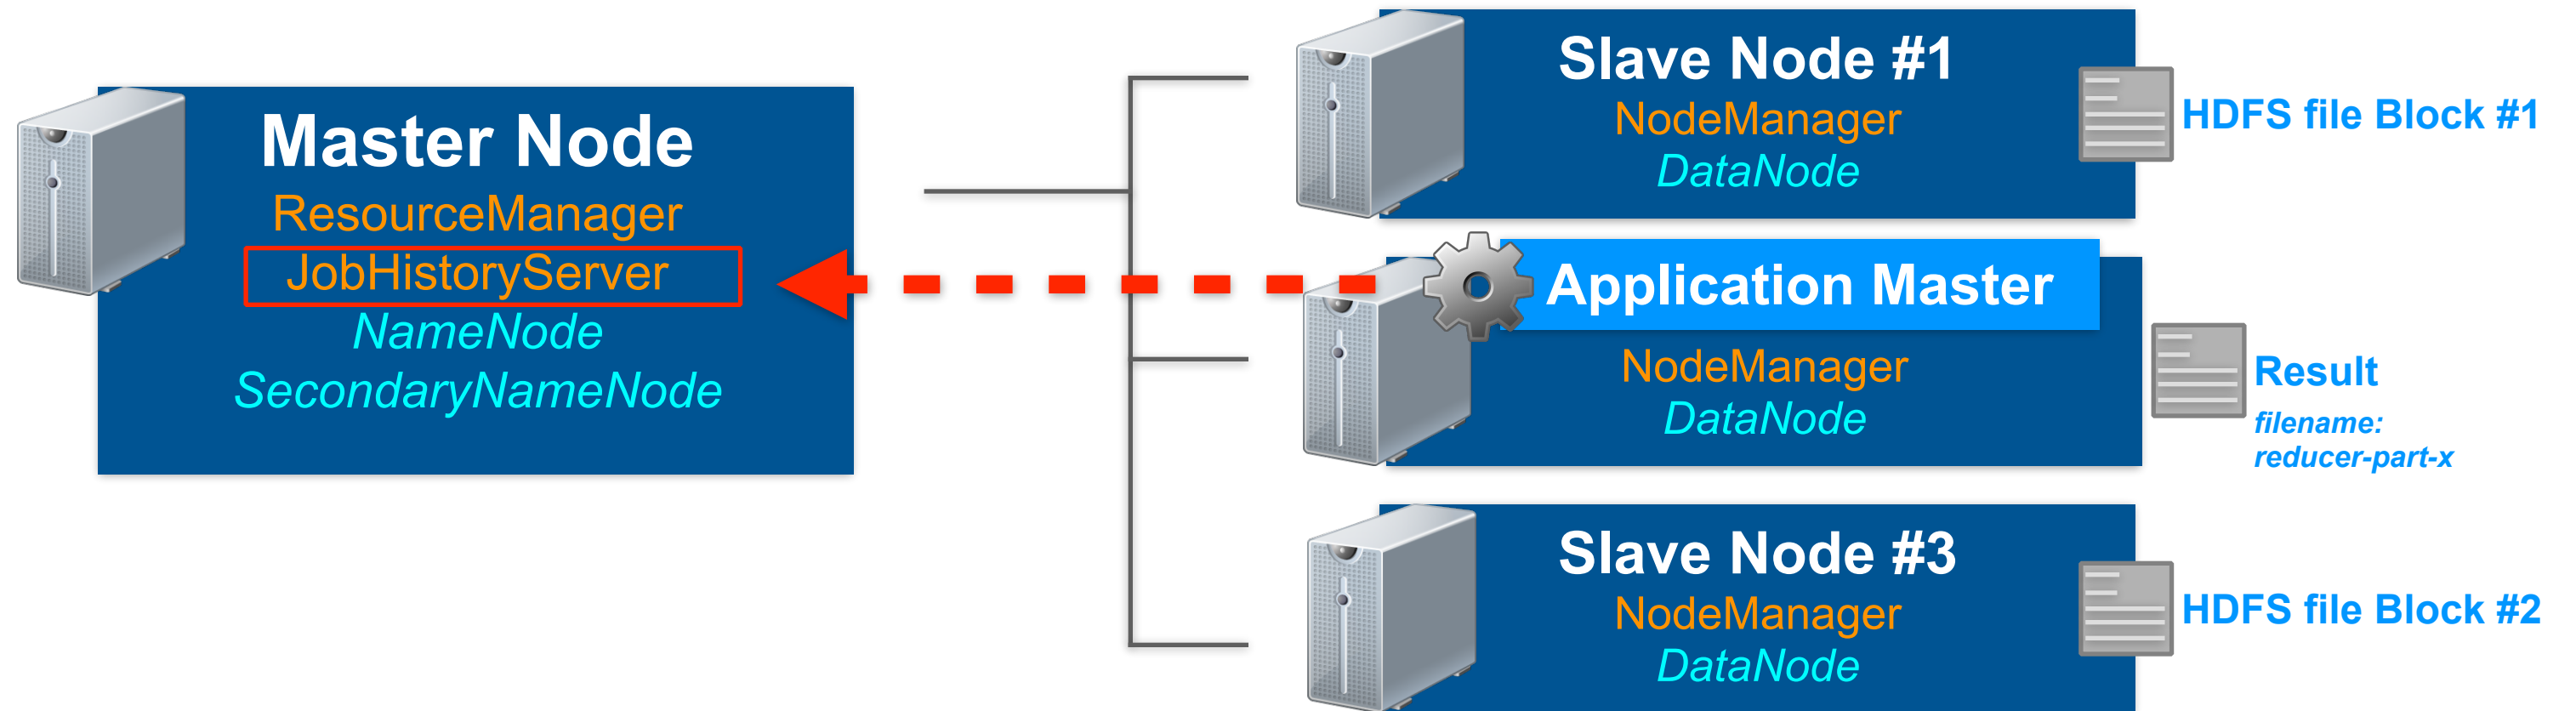 Master Node
ResourceManager
JobHistoryServer
NameNode
SecondaryNameNode
Slave Node #1
NodeManager
DataNode
HDFS file Block #1
Application Master
NodeManager
DataNode
Result
filename:
reducer-part-x
Slave Node #3
NodeManager
DataNode
HDFS file Block #2